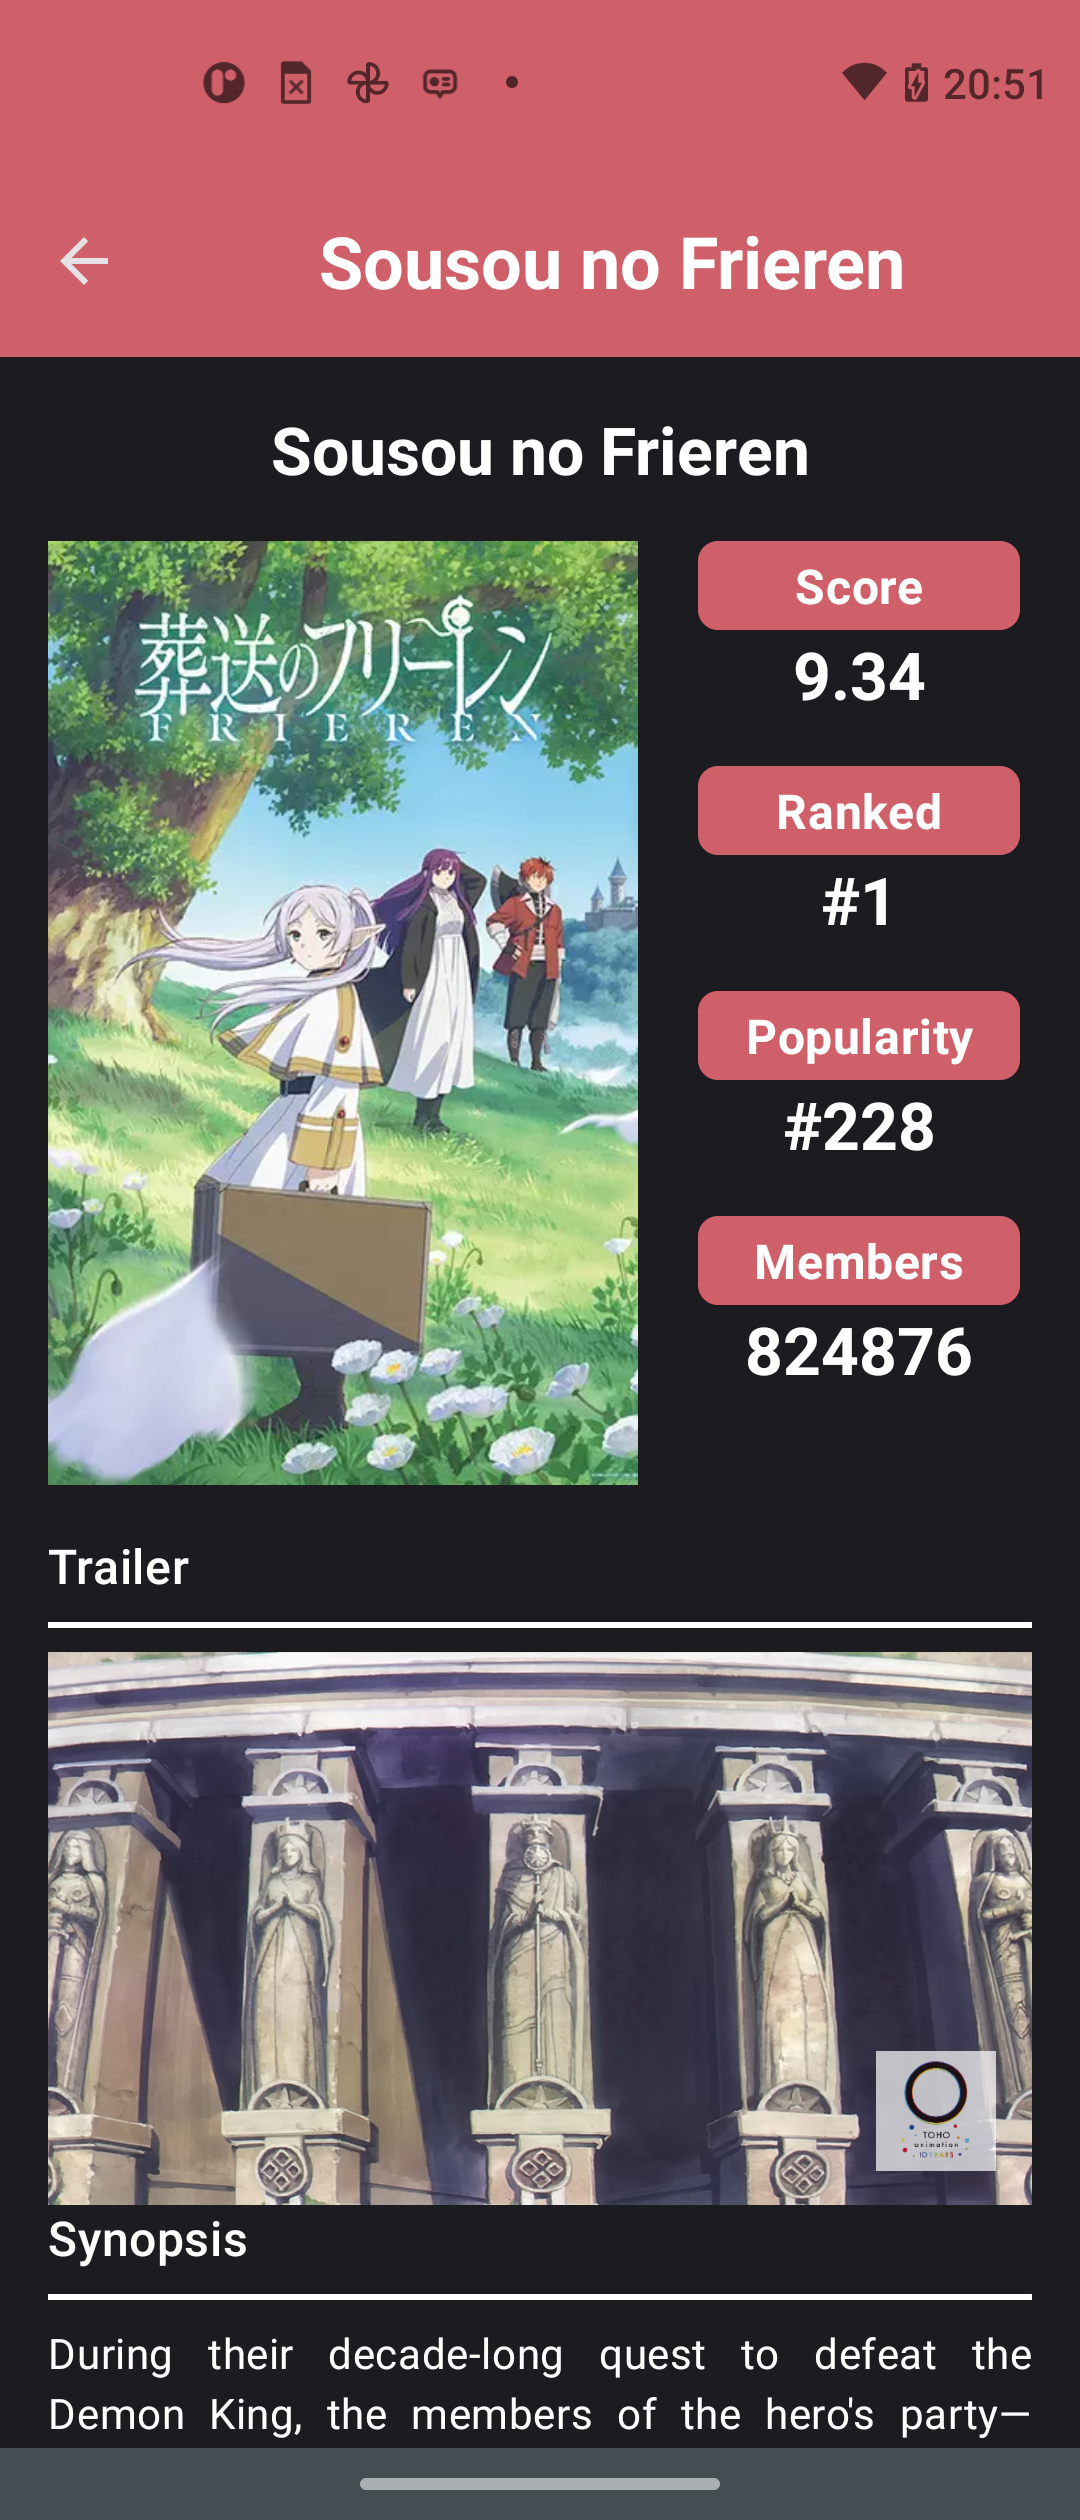 20:51
Sousou no Frieren
Sousou no Frieren
葬送のフリーレン
FRIEREN
Score
9.34
Ranked
#1
Popularity
#228
Members
824876
Trailer
TOHO
animation
10 YEARS
Synopsis
During their decade-long quest to defeat the
Demon King, the members of the hero's party—